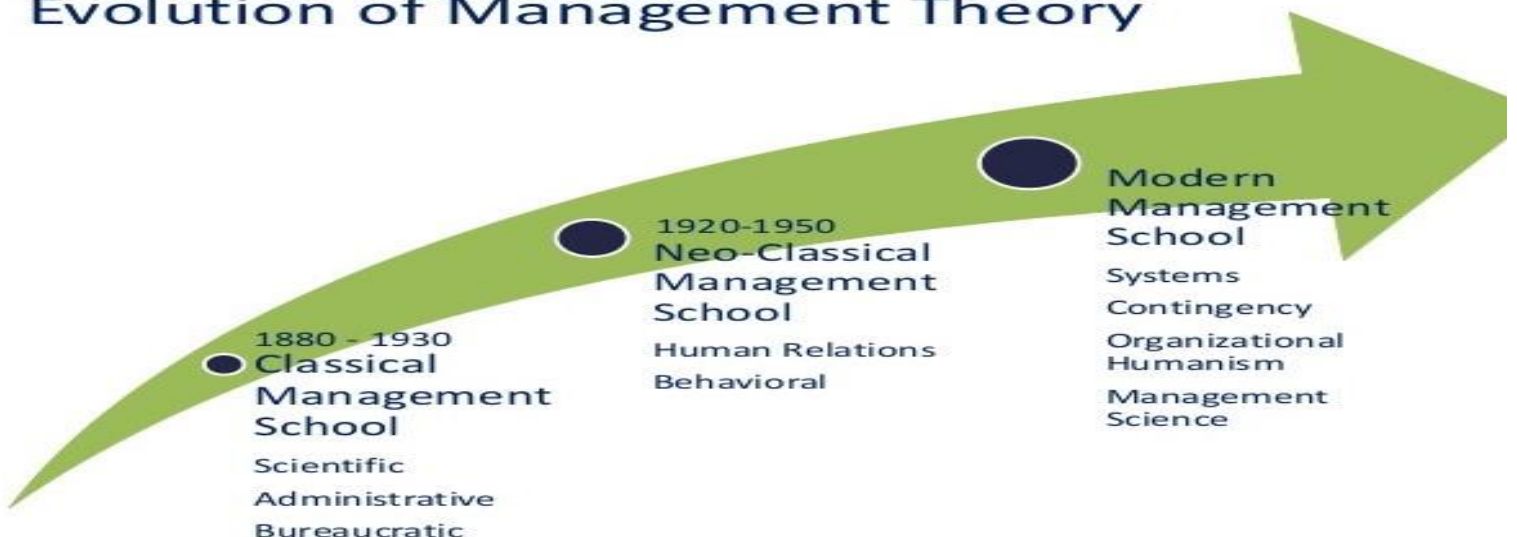 Evolution of Management Theory
1880 - 1930
Classical
Management
School
Scientific
Administrative
Bureaucratic
1920-1950
Neo-Classical
Management
School
Human Relations
Behavioral
Modern
Management
School
Systems
Contingency
Organizational
Humanism
Management
Science